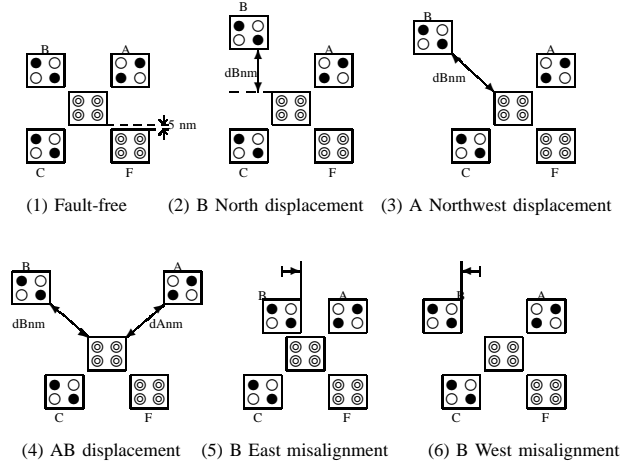 B
B A B A
A
dBnm dBnm
5 nm
C F C F C F
(1) Fault-free (2) B North displacement (3) A Northwest displacement
B A B A B A
dBnm dAnm
C F C F C F
(4) AB displacement (5) B East misalignment (6) B West misalignment